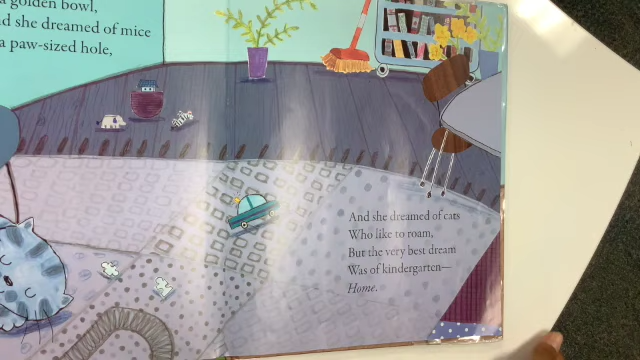 a golden bowl,
nd she dreamed of mice
a paw-sized hole,
And she dreamed of cats
Who like to roam,
But the very best dream
Was of kindergarten—
Home.